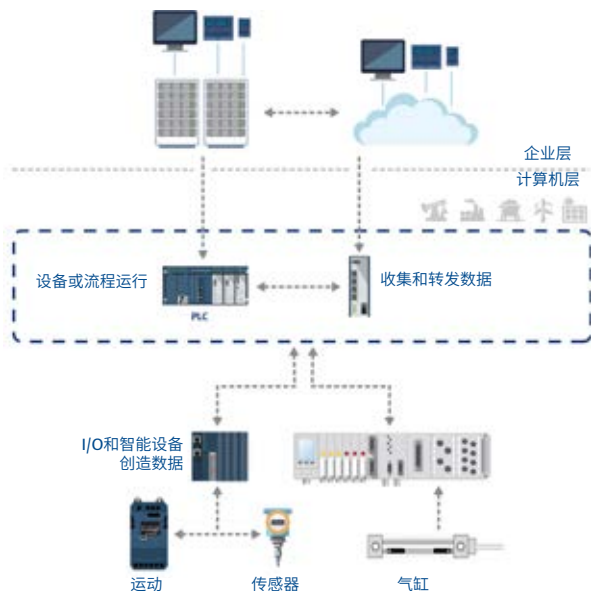 企业层
计算机层
设备或流程运行
收集和转发数据
PLC
I/O和智能设备
创造数据
运动
传感器
气缸